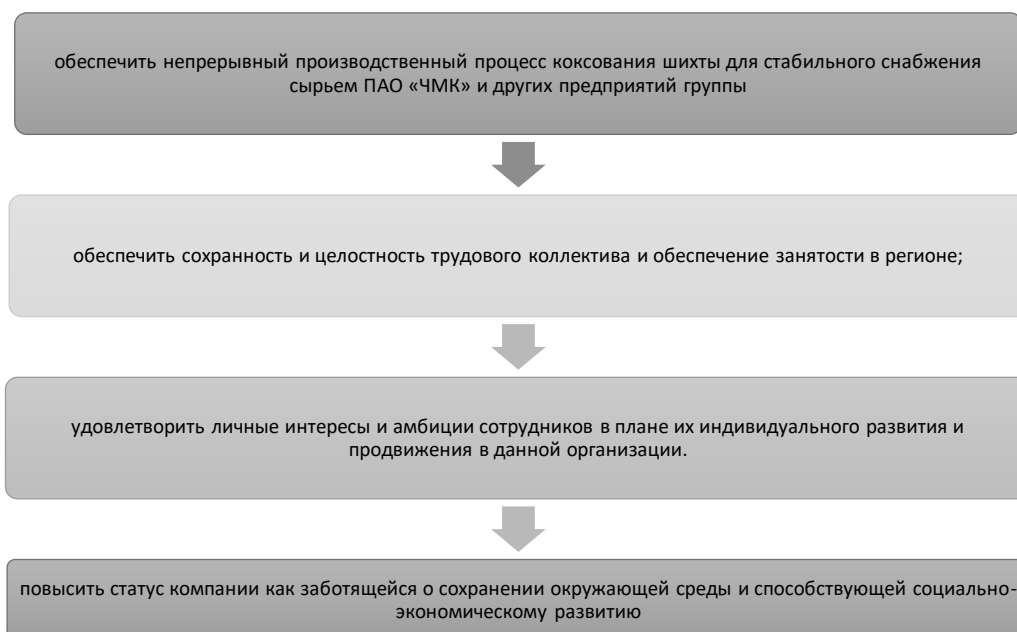 обеспечить непрерывный производственный процесс коксования шихты для стабильного снабжения
сырьем ПАО «ЧМК» и других предприятий группы
обеспечить сохранность и целостность трудового коллектива и обеспечение занятости в регионе;
удовлетворить личные интересы и амбиции сотрудников в плане их индивидуального развития и
продвижения в данной организации.
повысить статус компании как заботящейся о сохранении окружающей среды и способствующей социально-
экономическому развитию